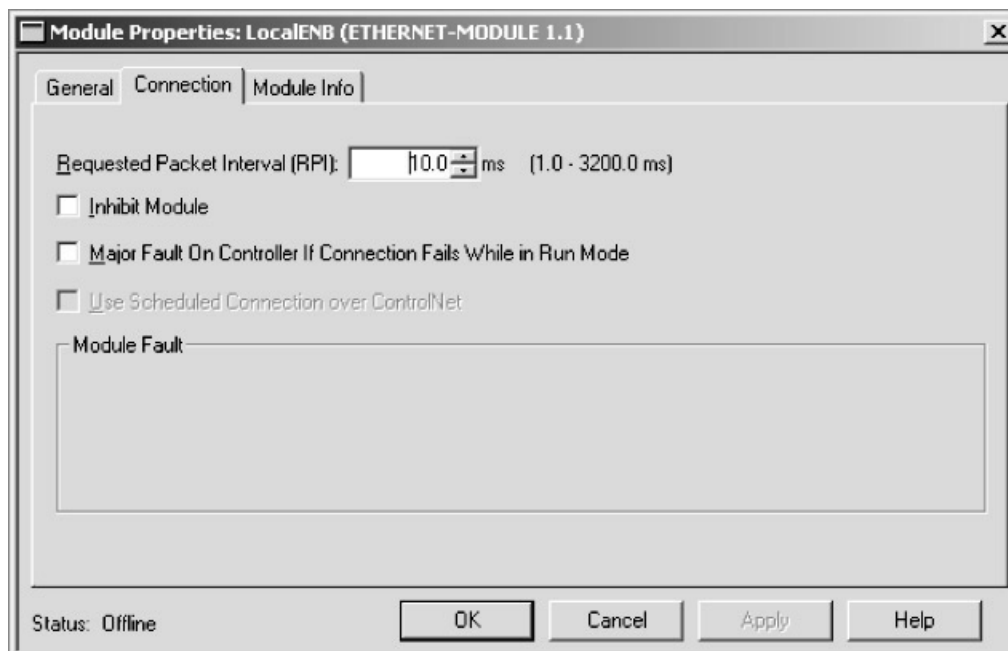 Module Properties: LocalENB (ETHERNET-MODULE 1.1)
General Connection Module Info
Requested Packet Interval (RPI): 10.0 ms (1.0 - 3200.0 ms)
Inhibit Module
Major Fault On Controller If Connection Fails While in Run Mode
Use Scheduled Connection over ControlNet
Module Fault
Status: Offline OK Cancel Apply Help